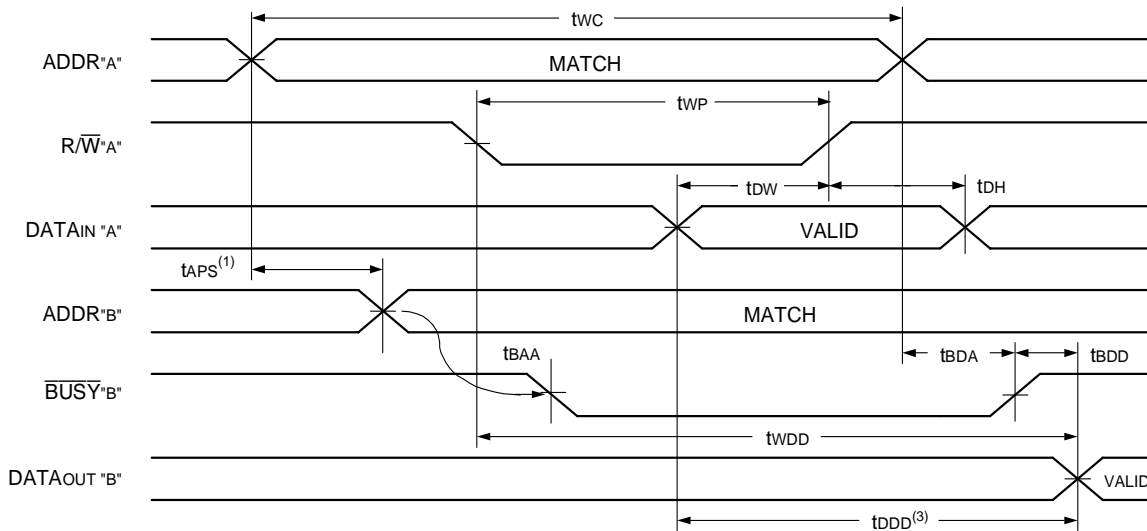 tWC
ADDR"A"
MATCH
tWP
R/W̅"A"
tDW
tDH
DATAIN "A"
VALID
tAPS(1)
ADDR"B"
MATCH
tBAA
tBDA
tBDD
B̅U̅S̅Y̅"B"
tWDD
DATAOUT "B"
VALID
tDDD(3)